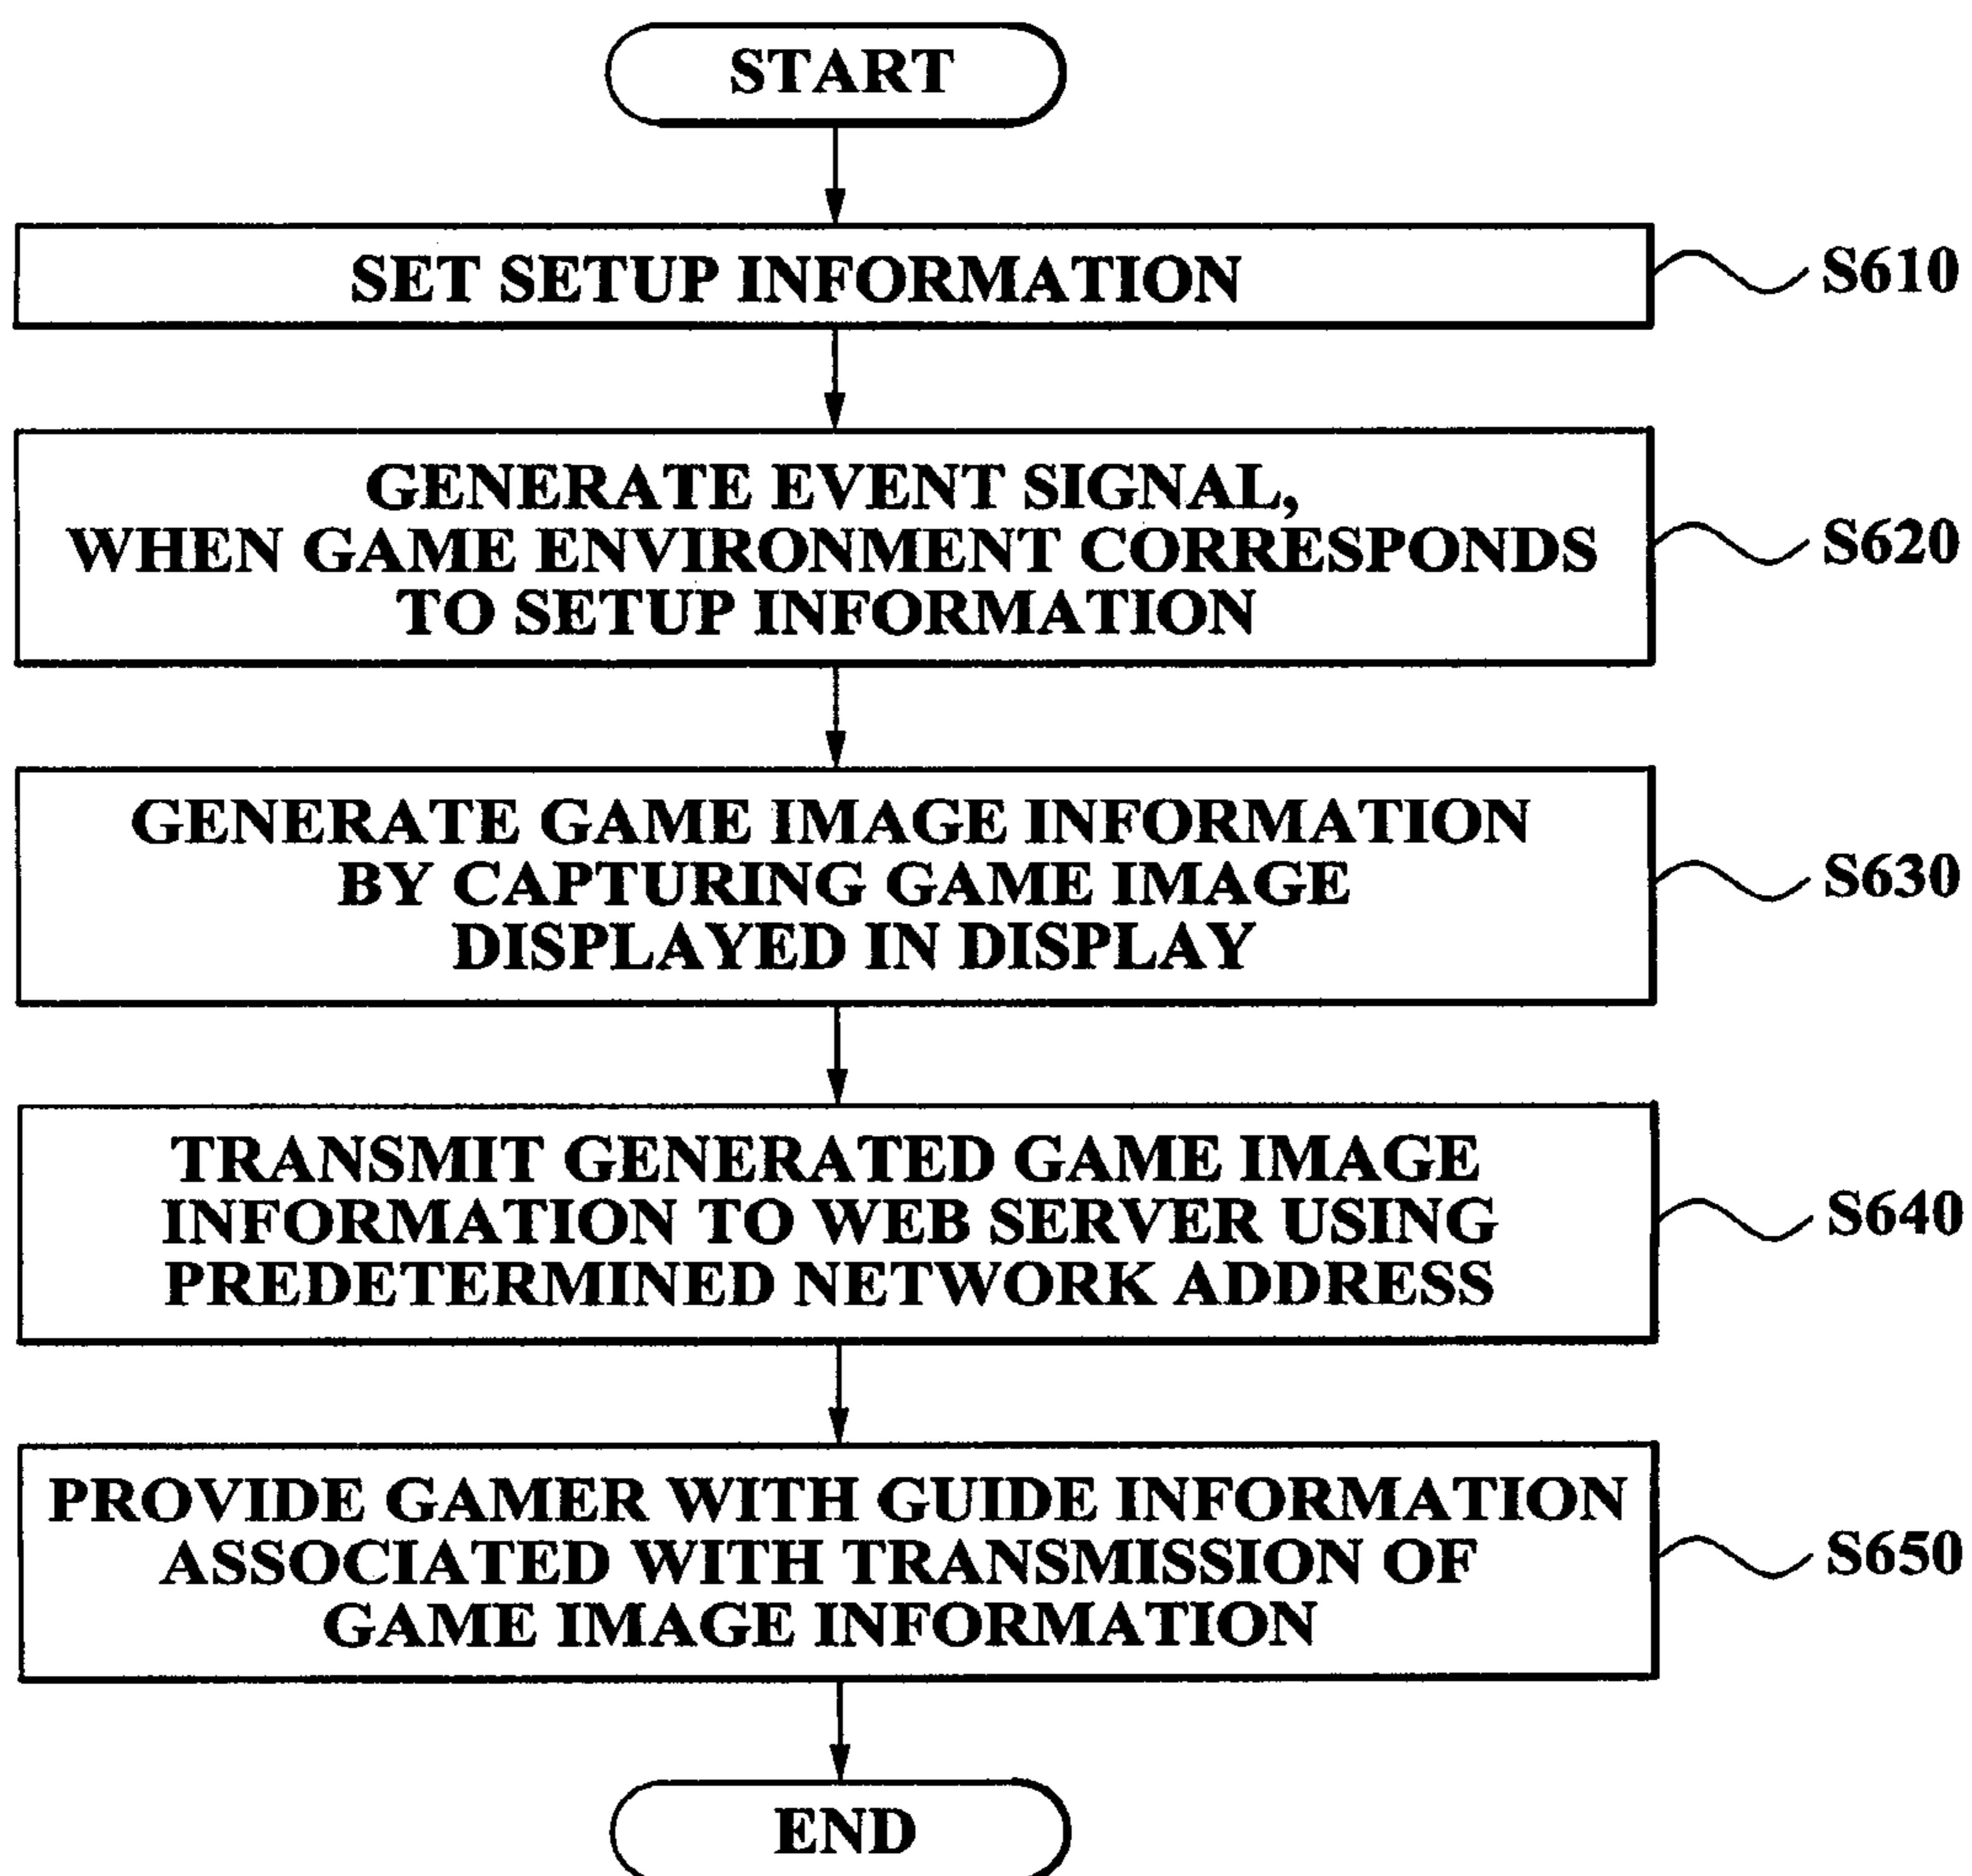 START
SET SETUP INFORMATION
S610
GENERATE EVENT SIGNAL,
WHEN GAME ENVIRONMENT CORRESPONDS
TO SETUP INFORMATION
S620
GENERATE GAME IMAGE INFORMATION
BY CAPTURING GAME IMAGE
DISPLAYED IN DISPLAY
S630
TRANSMIT GENERATED GAME IMAGE
INFORMATION TO WEB SERVER USING
PREDETERMINED NETWORK ADDRESS
S640
PROVIDE GAMER WITH GUIDE INFORMATION
ASSOCIATED WITH TRANSMISSION OF
GAME IMAGE INFORMATION
S650
END